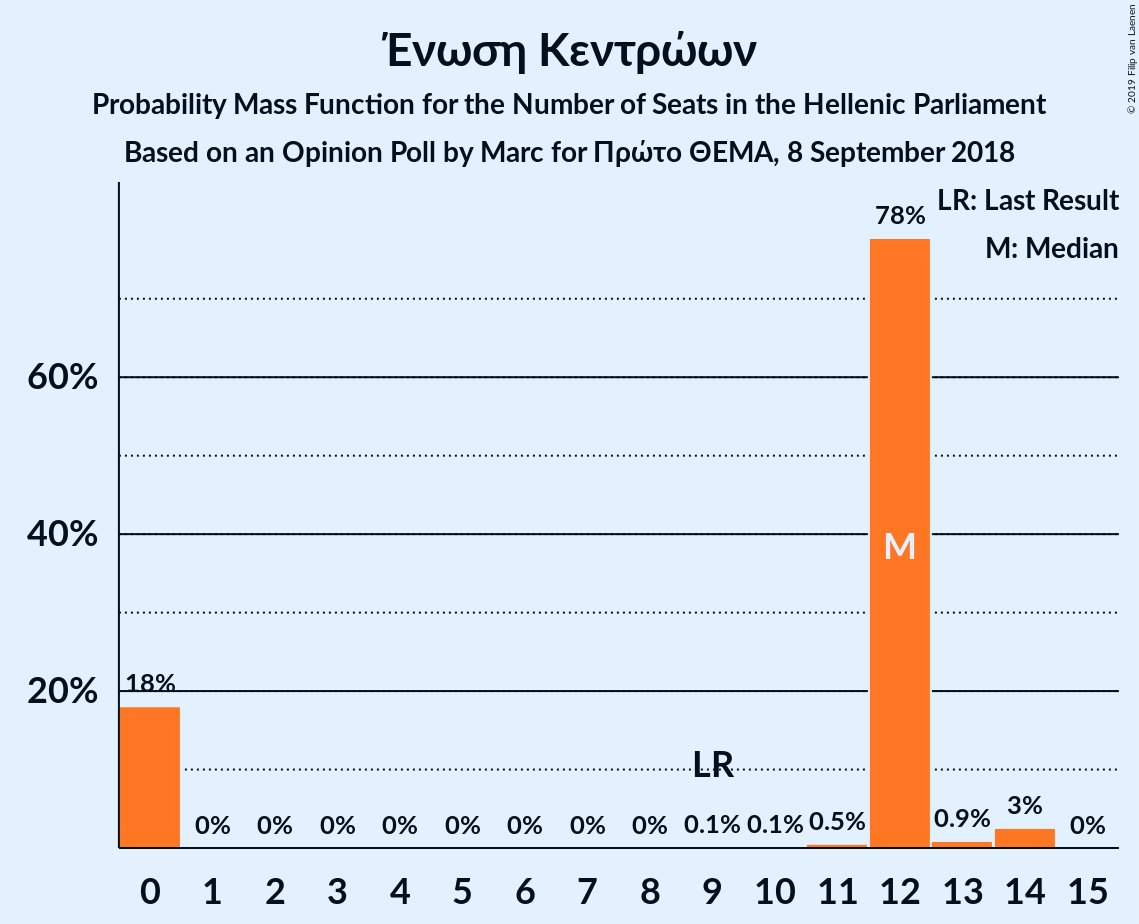 Ένωση Κεντρώων
Probability Mass Function for the Number of Seats in the Hellenic Parliament
Based on an Opinion Poll by Marc for Πρώτο ΘΕΜΑ, 8 September 2018
© 2019 Filip van Laenen
LR: Last Result
M: Median
78%
60%
40%
M
20%
18%
LR
0% 0% 0% 0% 0% 0% 0% 0% 0.1% 0.1% 0.5% 0.9% 3% 0%
0 1 2 3 4 5 6 7 8 9 10 11 12 13 14 15